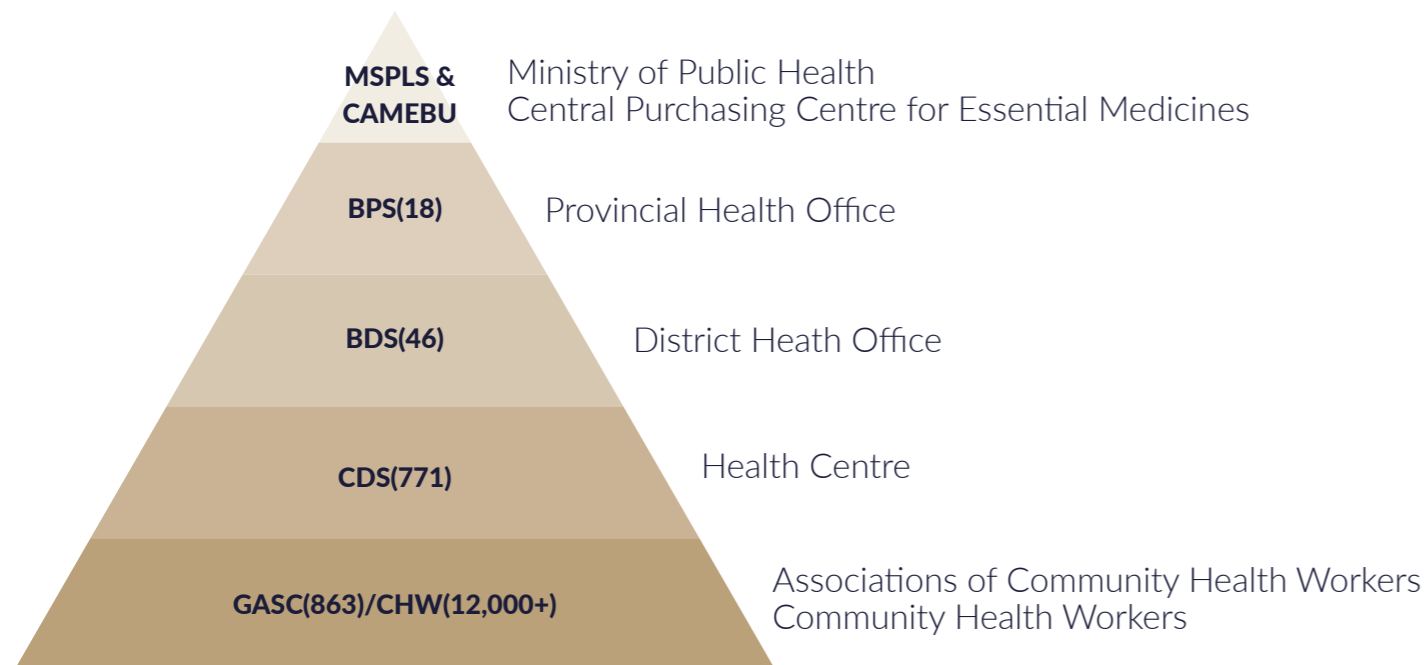 MSPLS &
CAMEBU
Ministry of Public Health
Central Purchasing Centre for Essential Medicines
BPS(18)
Provincial Health Office
BDS(46)
District Heath Office
CDS(771)
Health Centre
GASC(863)/CHW(12,000+)
Associations of Community Health Workers
Community Health Workers